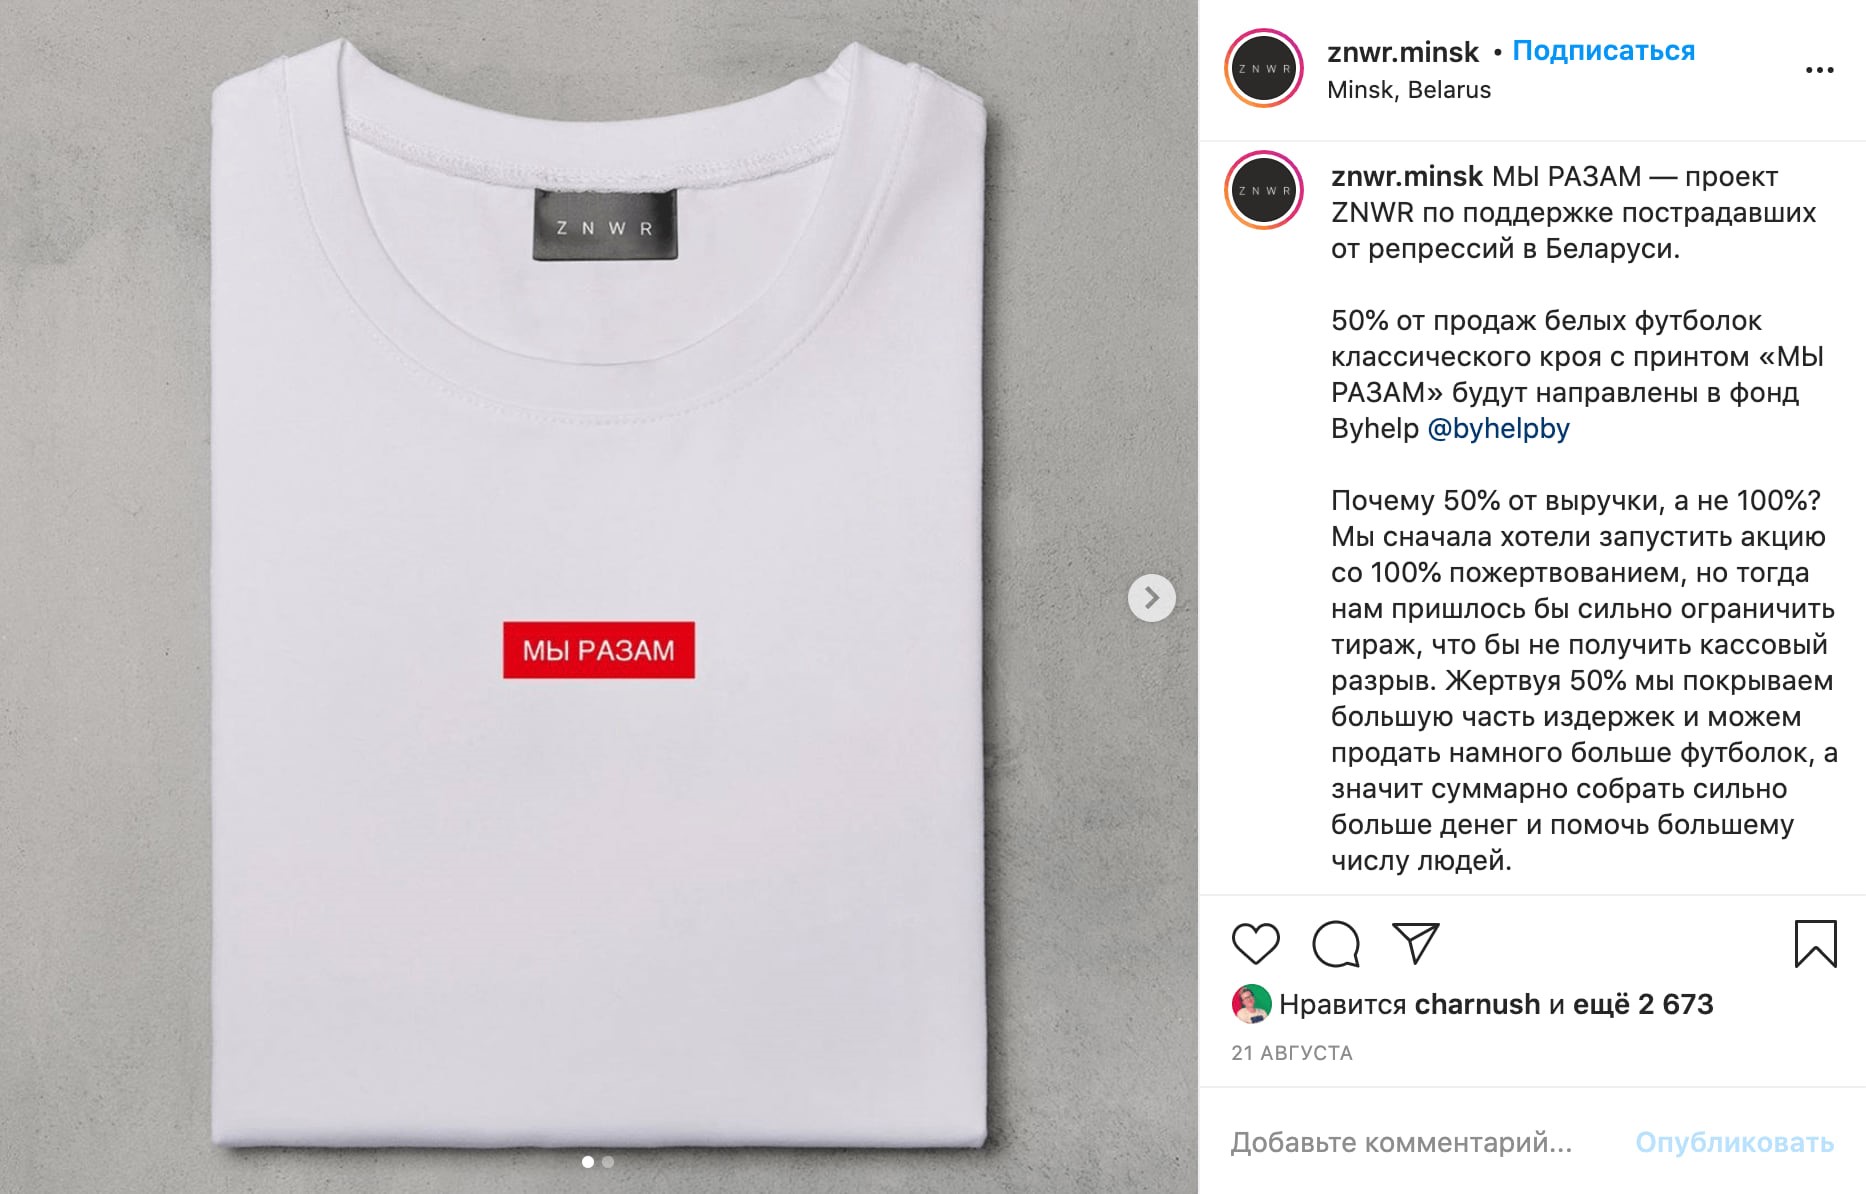 Z N W R
МЫ РАЗАМ
Z N W R
znwr.minsk • Подписаться
Minsk, Belarus
Z N W R
znwr.minsk МЫ РАЗАМ — проект
ZNWR по поддержке пострадавших
от репрессий в Беларуси.
50% от продаж белых футболок
классического кроя с принтом «МЫ
РАЗАМ» будут направлены в фонд
Byhelp @byhelpby
Почему 50% от выручки, а не 100%?
Мы сначала хотели запустить акцию
со 100% пожертвованием, но тогда
нам пришлось бы сильно ограничить
тираж, что бы не получить кассовый
разрыв. Жертвуя 50% мы покрываем
большую часть издержек и можем
продать намного больше футболок, а
значит суммарно собрать сильно
больше денег и помочь большему
числу людей.
Нравится charnush и ещё 2 673
21 АВГУСТА
Добавьте комментарий... Опубликовать